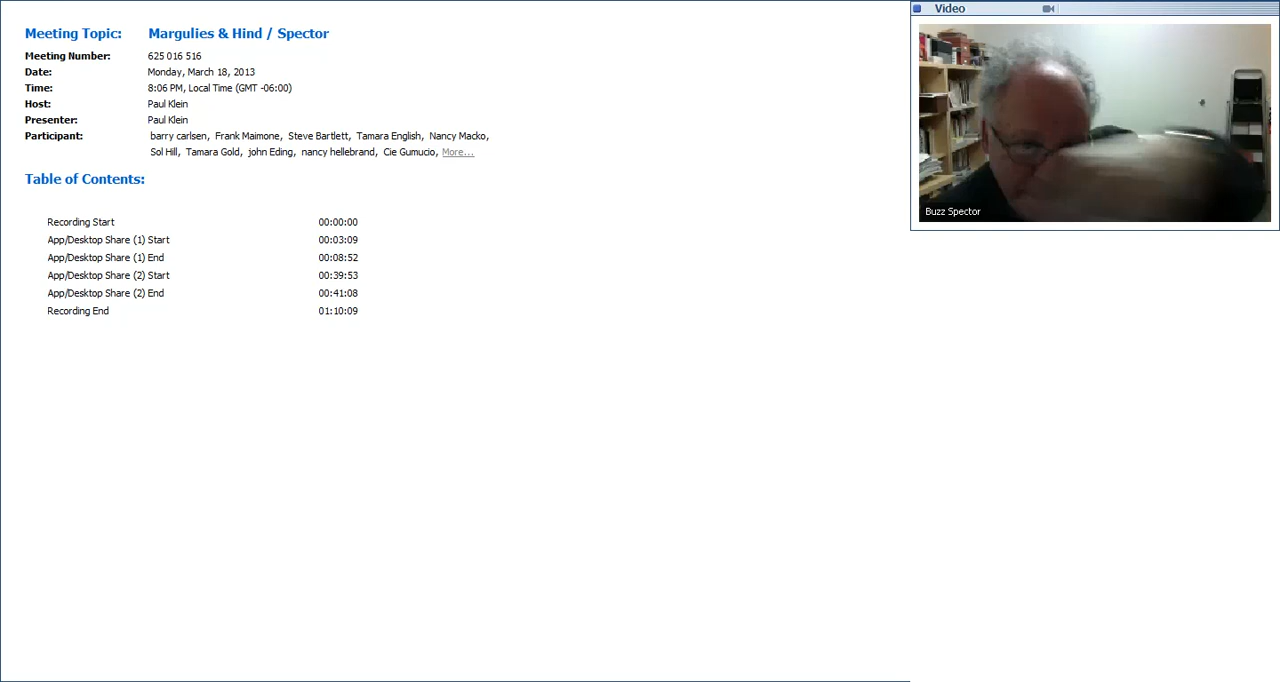 Meeting Topic: Margulies & Hind / Spector
Meeting Number: 625 016 516
Date: Monday, March 18, 2013
Time: 8:06 PM, Local Time (GMT -06:00)
Host: Paul Klein
Presenter: Paul Klein
Participant: barry carlsen, Frank Maimone, Steve Bartlett, Tamara English, Nancy Macko,
Sol Hill, Tamara Gold, john Eding, nancy hellebrand, Cie Gumucio, More...
Table of Contents:
Recording Start 00:00:00
App/Desktop Share (1) Start 00:03:09
App/Desktop Share (1) End 00:08:52
App/Desktop Share (2) Start 00:39:53
App/Desktop Share (2) End 00:41:08
Recording End 01:10:09
Video
Buzz Spector